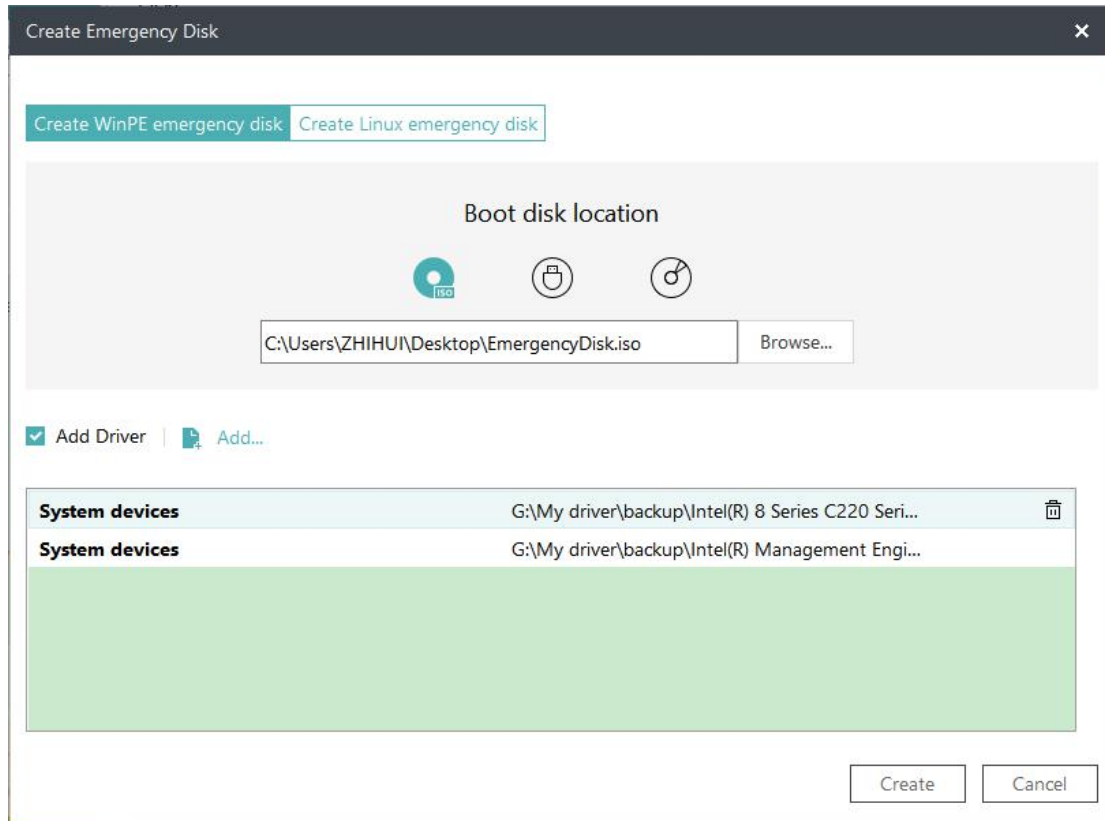 Create Emergency Disk
Create WinPE emergency disk Create Linux emergency disk
Boot disk location
ISO
C:\Users\ZHIHUI\Desktop\EmergencyDisk.iso Browse...
Add Driver Add...
System devices G:\My driver\backup\Intel(R) 8 Series C220 Seri...
System devices G:\My driver\backup\Intel(R) Management Engi...
Create Cancel